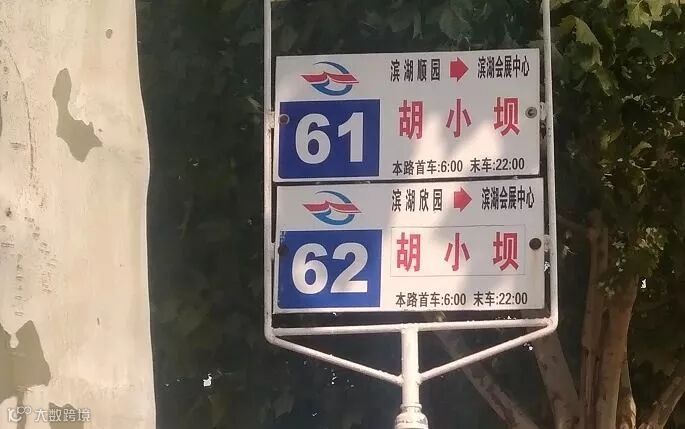 滨湖顺园 → 滨湖会展中心
61 胡小坝
本路首车:6:00 末车:22:00
滨湖欣园 → 滨湖会展中心
62 胡小坝
本路首车:6:00 末车:22:00
大数跨境